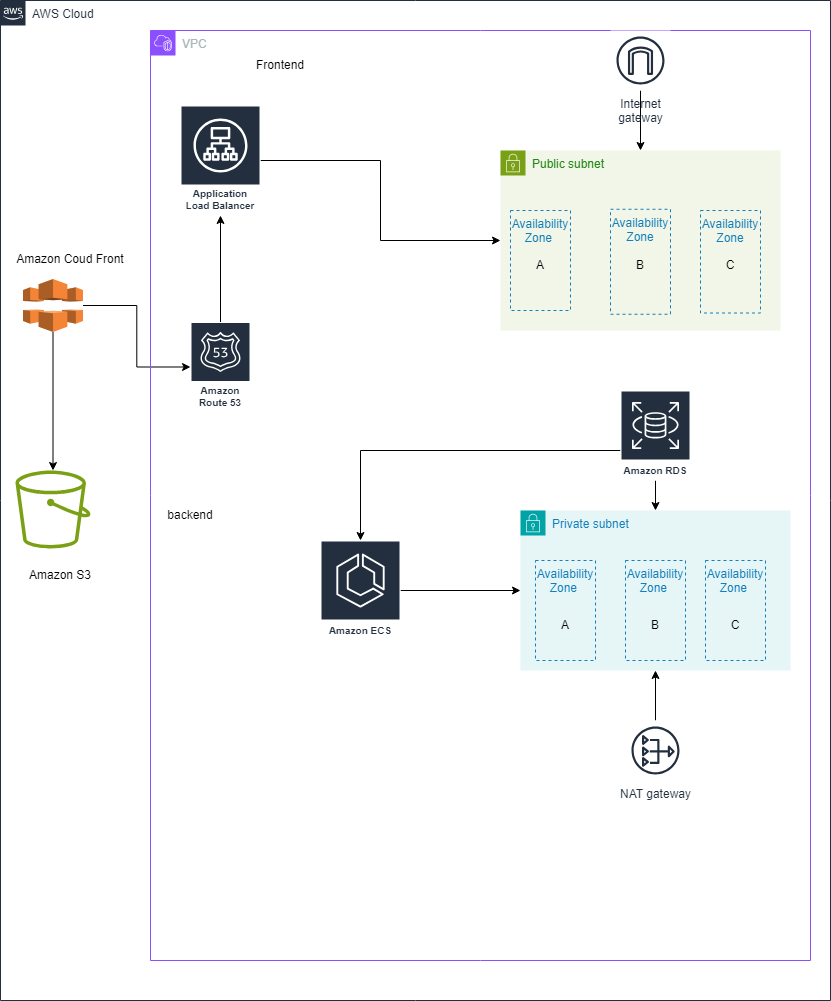 aws
AWS Cloud
VPC
Frontend
Internet
gateway
Application
Load Balancer
Public subnet
Availability
Zone
A
Availability
Zone
B
Availability
Zone
C
Amazon Coud Front
53
Amazon
Route 53
Amazon RDS
backend
Amazon S3
Private subnet
Availability
Zone
A
Availability
Zone
B
Availability
Zone
C
Amazon ECS
NAT gateway